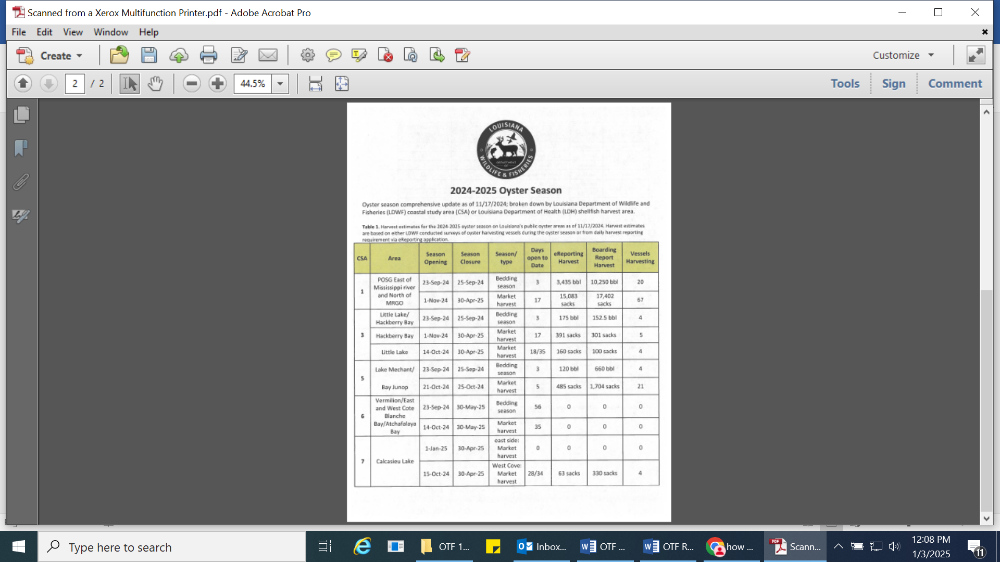 Scanned from a Xerox Multifunction Printer.pdf - Adobe Acrobat Pro
File Edit View Window Help
Create
Customize
2 / 2
44.5%
Tools Sign Comment
LOUISIANA
DEPARTMENT OF
WILDLIFE & FISHERIES
2024-2025 Oyster Season
Oyster season comprehensive update as of 11/17/2024; broken down by Louisiana Department of Wildlife and
Fisheries (LDWF) coastal study area (CSA) or Louisiana Department of Health (LDH) shellfish harvest area.
Table 1. Harvest estimates for the 2024-2025 oyster season on Louisiana's public oyster areas as of 11/17/2024. Harvest estimates
are based on either LDWF conducted surveys of oyster harvesting vessels during the oyster season or from daily harvest reporting
requirement via eReporting application.
CSA Area Season Opening Season Closure Season/ type Days open to Date eReporting Harvest Boarding Report Harvest Vessels Harvesting
1 POSG East of Mississippi river and North of MRGO 23-Sep-24 25-Sep-24 Bedding season 3 3,435 bbl 10,250 bbl 20
1-Nov-24 30-Apr-25 Market harvest 17 15,083 sacks 17,402 sacks 67
3 Little Lake/ Hackberry Bay 23-Sep-24 25-Sep-24 Bedding season 3 175 bbl 152.5 bbl 4
Hackberry Bay 1-Nov-24 30-Apr-25 Market harvest 17 391 sacks 301 sacks 5
Little Lake 14-Oct-24 30-Apr-25 Market harvest 18/35 160 sacks 100 sacks 4
5 Lake Mechant/ 23-Sep-24 25-Sep-24 Bedding season 3 120 bbl 660 bbl 4
Bay Junop 21-Oct-24 25-Oct-24 Market harvest 5 485 sacks 1,704 sacks 21
6 Vermilion/East and West Cote Blanche Bay/Atchafalaya Bay 23-Sep-24 30-May-25 Bedding season 56 0 0 0
14-Oct-24 30-May-25 Market harvest 35 0 0 0
7 Calcasieu Lake 1-Jan-25 30-Apr-25 east side: Market harvest 0 0 0 0
15-Oct-24 30-Apr-25 West Cove: Market harvest 28/34 63 sacks 330 sacks 4
Type here to search
OTF 1...
Inbox...
OTF ...
OTF R...
how ...
Scann...
12:08 PM
1/3/2025
11